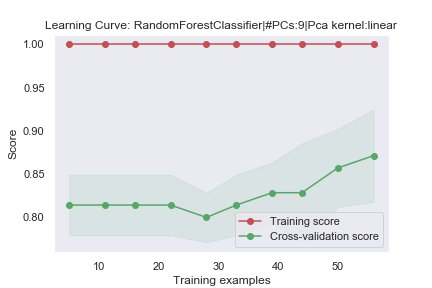 Learning Curve: RandomForestClassifier|#PCs:9|Pca kernel:linear
1.00
0.95
0.90
0.85
0.80
Score
10 20 30 40 50
Training examples
Training score
Cross-validation score